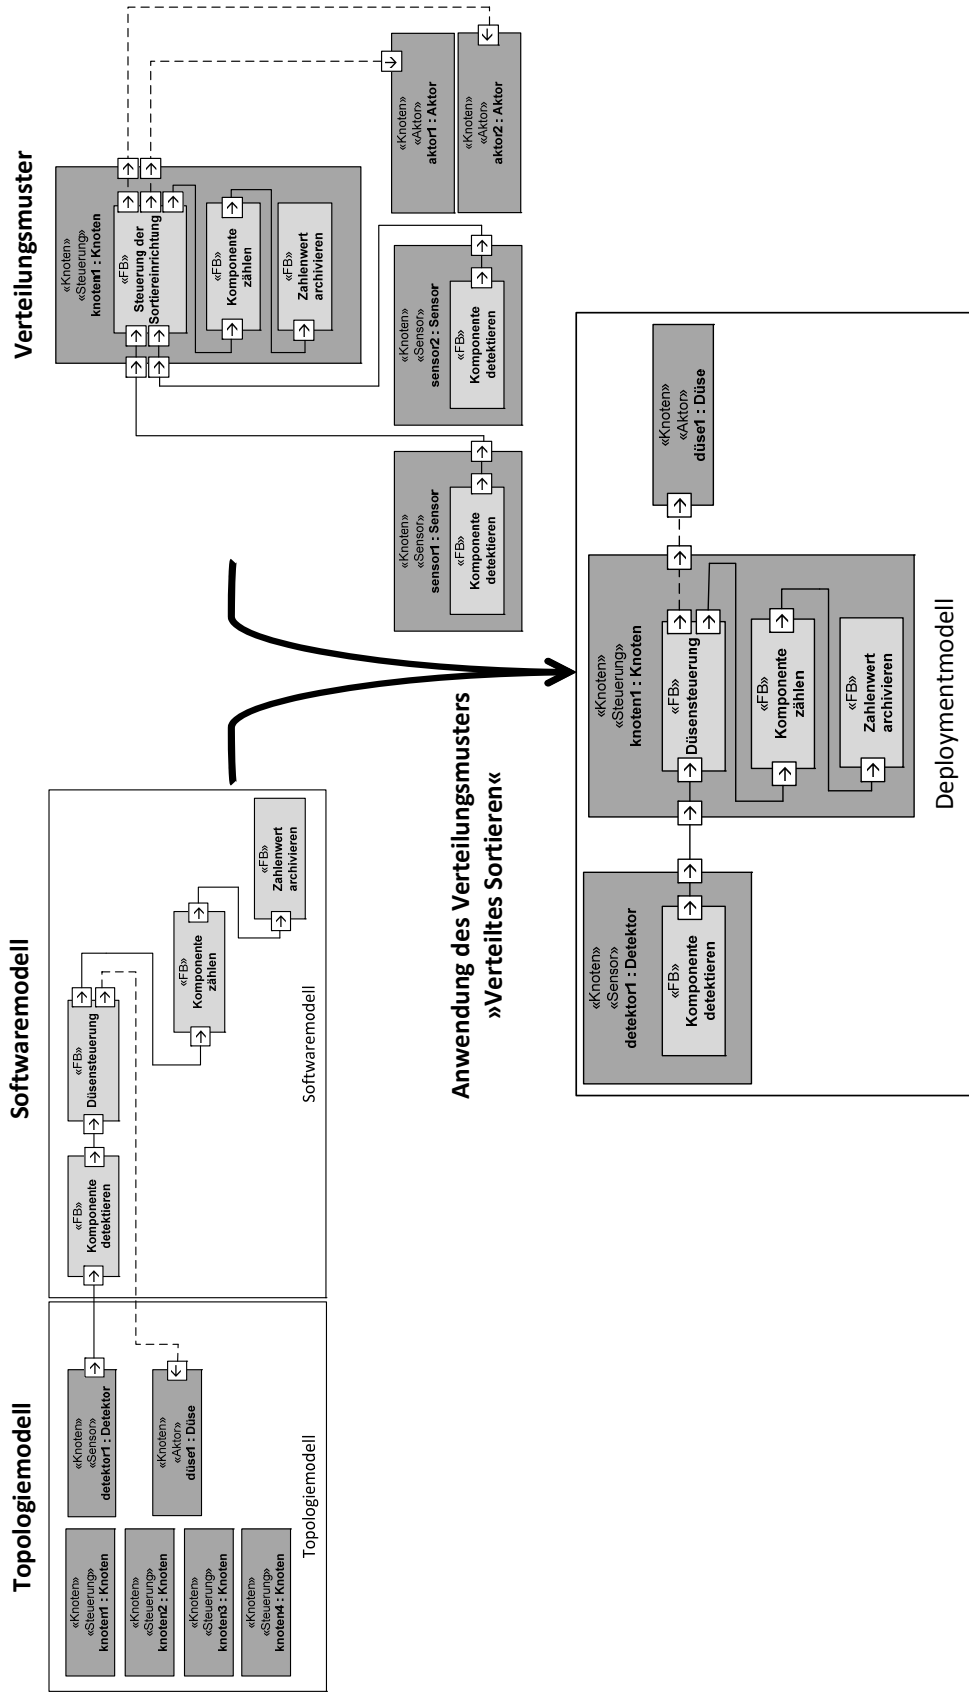 Topologiemodell
«Knoten»
«Steuerung»
knoten1 : Knoten
«Knoten»
«Steuerung»
knoten2 : Knoten
«Knoten»
«Steuerung»
knoten3 : Knoten
«Knoten»
«Steuerung»
knoten4 : Knoten
«Knoten»
«Sensor»
detektor1 : Detektor
«Knoten»
«Aktor»
düse1 : Düse
Topologiemodell
Softwaremodell
«FB»
Komponente
detektieren
«FB»
Düsensteuerung
«FB»
Komponente
zählen
«FB»
Zahlenwert
archivieren
Softwaremodell
Verteilungsmuster
«Knoten»
«Sensor»
sensor1 : Sensor
«FB»
Komponente
detektieren
«Knoten»
«Sensor»
sensor2 : Sensor
«FB»
Komponente
detektieren
«Knoten»
«Steuerung»
knoten1 : Knoten
«FB»
Steuerung der
Sortiereinrichtung
«FB»
Komponente
zählen
«FB»
Zahlenwert
archivieren
«Knoten»
«Aktor»
aktor1 : Aktor
«Knoten»
«Aktor»
aktor2 : Aktor
Anwendung des Verteilungsmusters
»Verteiltes Sortieren«
«Knoten»
«Sensor»
detektor1 : Detektor
«FB»
Komponente
detektieren
«Knoten»
«Steuerung»
knoten1 : Knoten
«FB»
Düsensteuerung
«FB»
Komponente
zählen
«FB»
Zahlenwert
archivieren
«Knoten»
«Aktor»
düse1 : Düse
Deploymentmodell